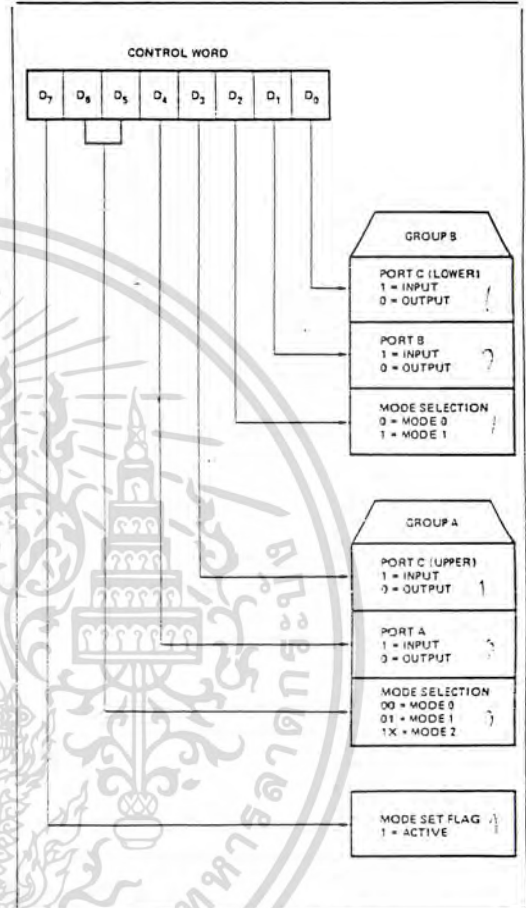 CONTROL WORD
D7 D6 D5 D4 D3 D2 D1 D0
GROUP B
PORT C (LOWER)
1 = INPUT
0 = OUTPUT
PORT B
1 = INPUT
0 = OUTPUT
MODE SELECTION
0 = MODE 0
1 = MODE 1
GROUP A
PORT C (UPPER)
1 = INPUT
0 = OUTPUT 1
PORT A
1 = INPUT
0 = OUTPUT
MODE SELECTION
00 = MODE 0
01 = MODE 1
1X = MODE 2
MODE SET FLAG
1 = ACTIVE